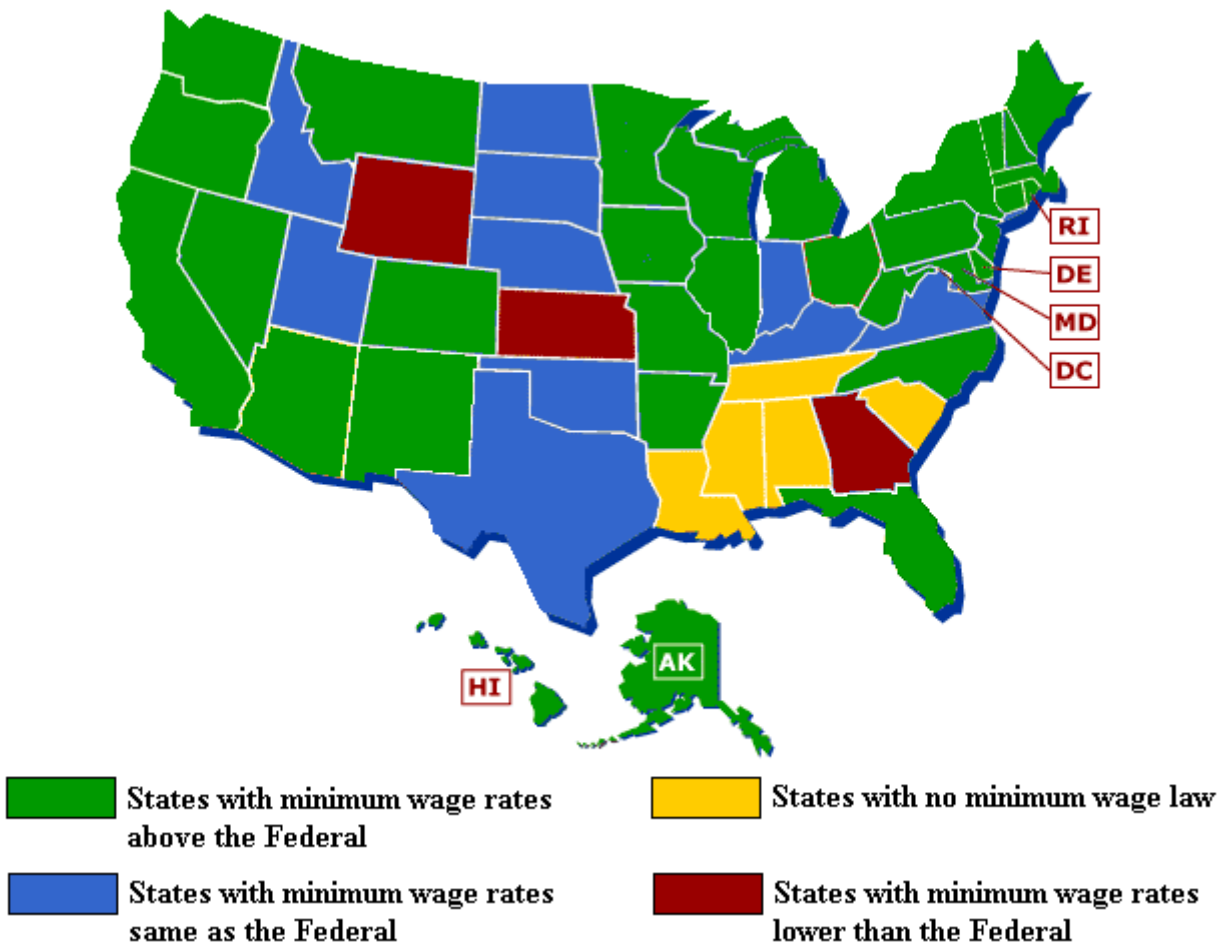 RI
DE
MD
DC
AK
HI
States with minimum wage rates
above the Federal
States with no minimum wage law
States with minimum wage rates
same as the Federal
States with minimum wage rates
lower than the Federal